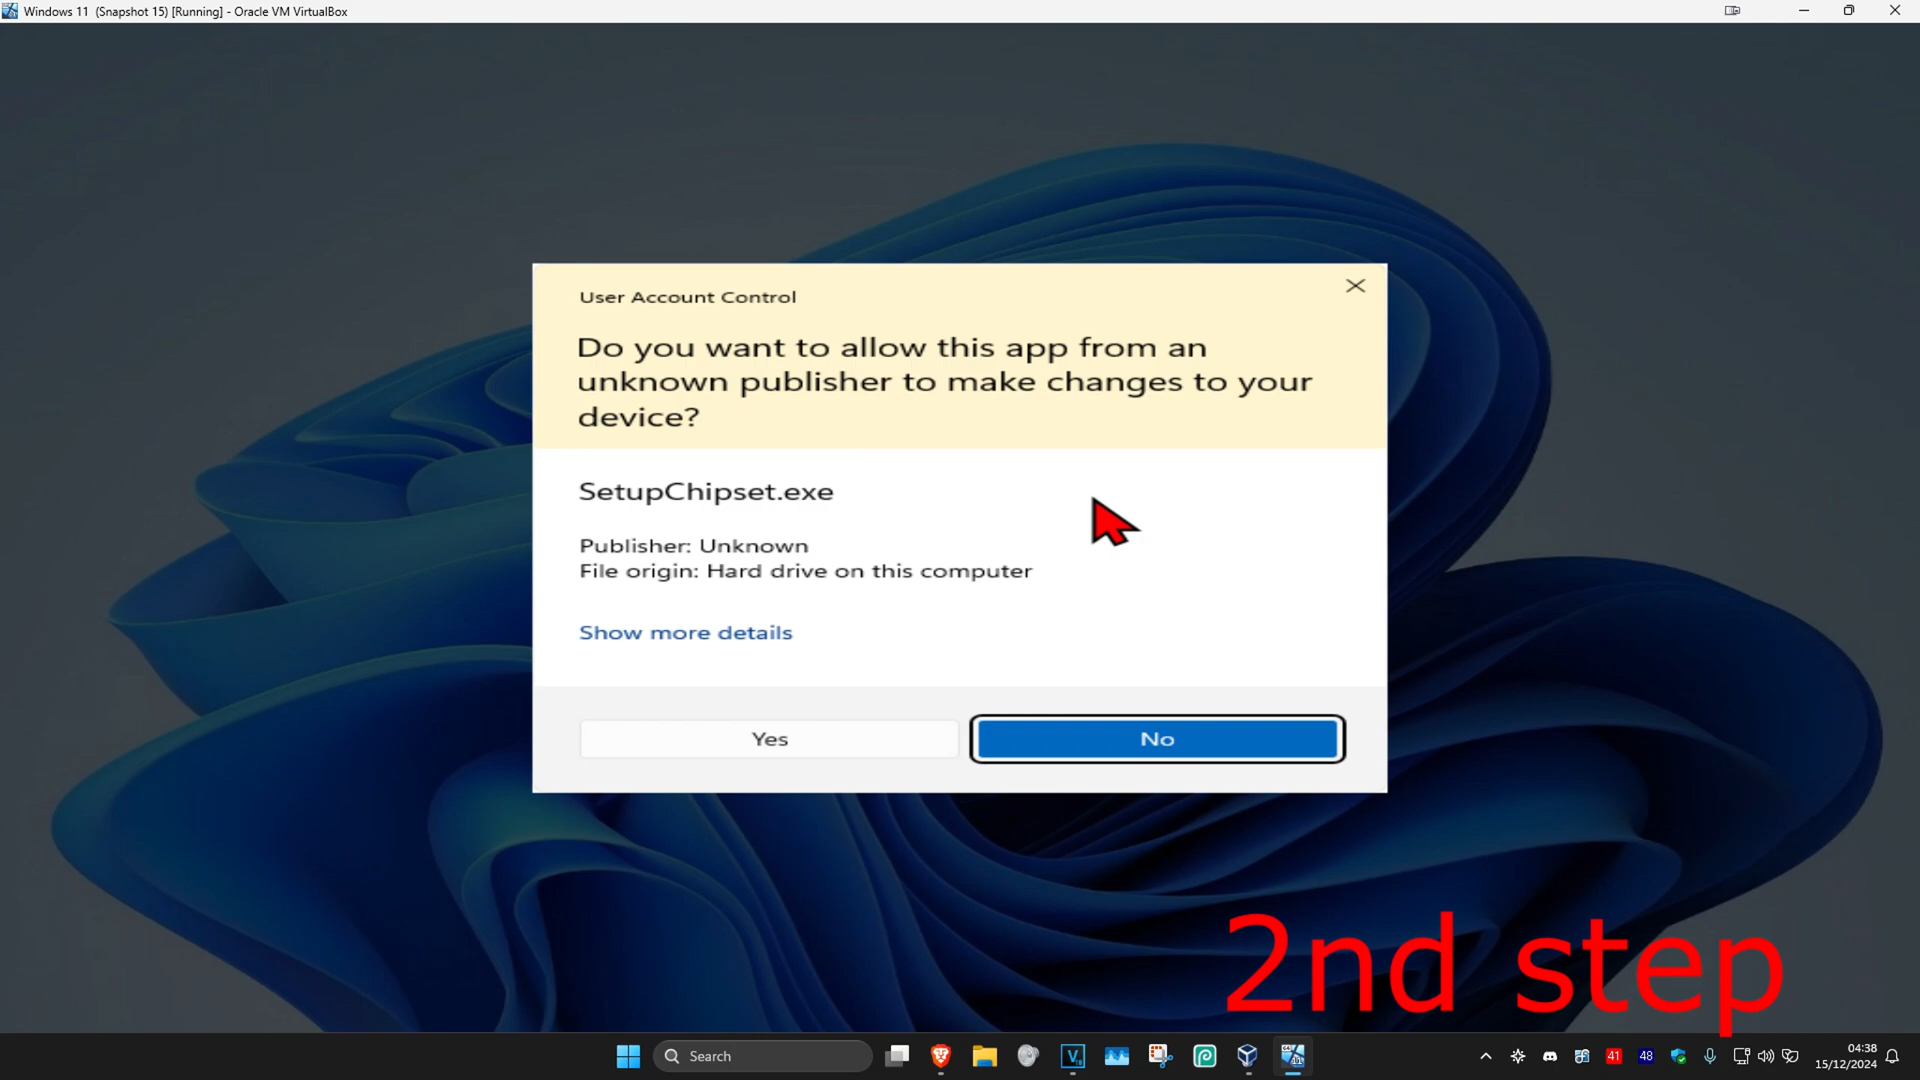 Windows 11 (Snapshot 15) [Running] - Oracle VM VirtualBox
User Account Control
Do you want to allow this app from an
unknown publisher to make changes to your
device?
SetupChipset.exe
Publisher: Unknown
File origin: Hard drive on this computer
Show more details
Yes
No
2nd step
Search
41
48
04:38
15/12/2024